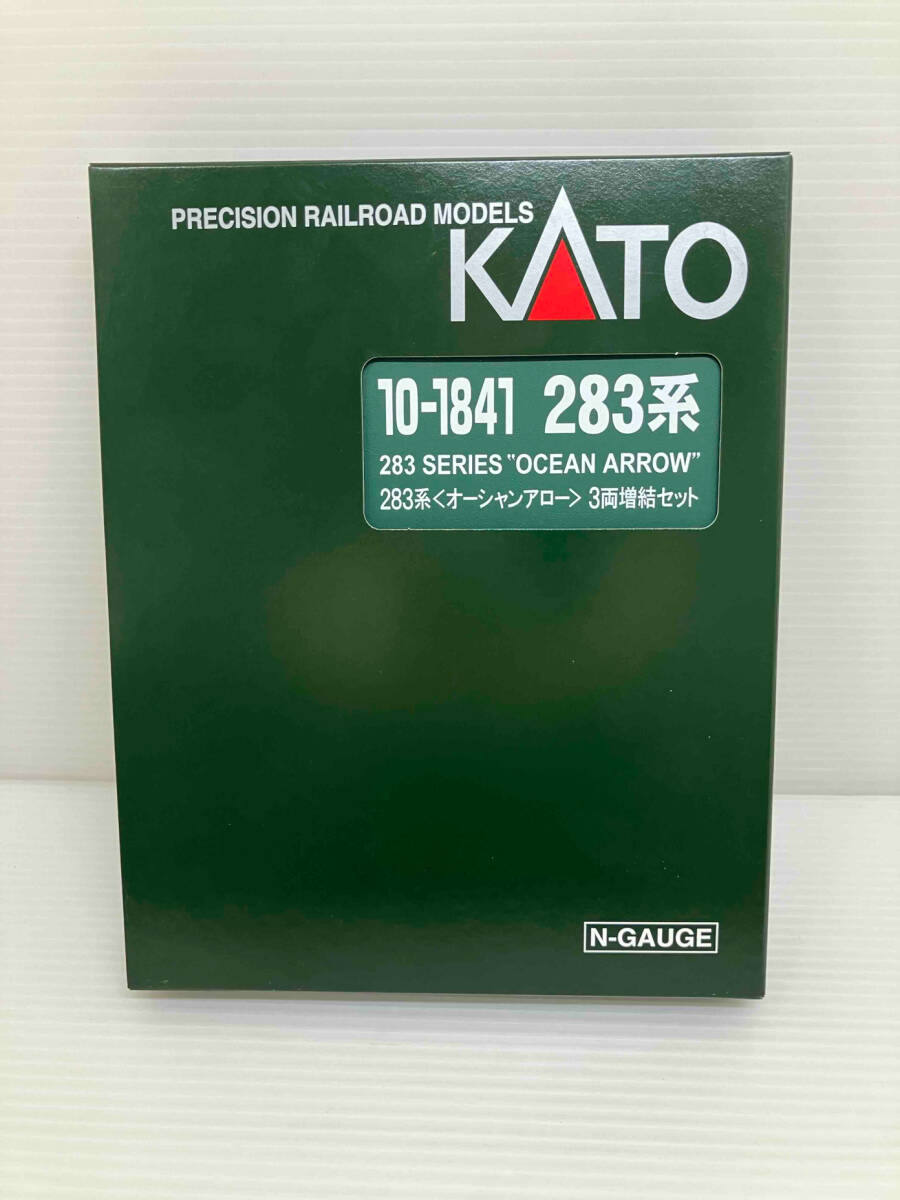 PRECISION RAILROAD MODELS
KATO
10-1841 283系
283 SERIES “OCEAN ARROW”
283系<オーシャンアロー> 3両増結セット
N-GAUGE